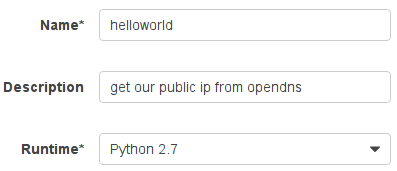 Name* helloworld
Description get our public ip from opendns
Runtime* Python 2.7